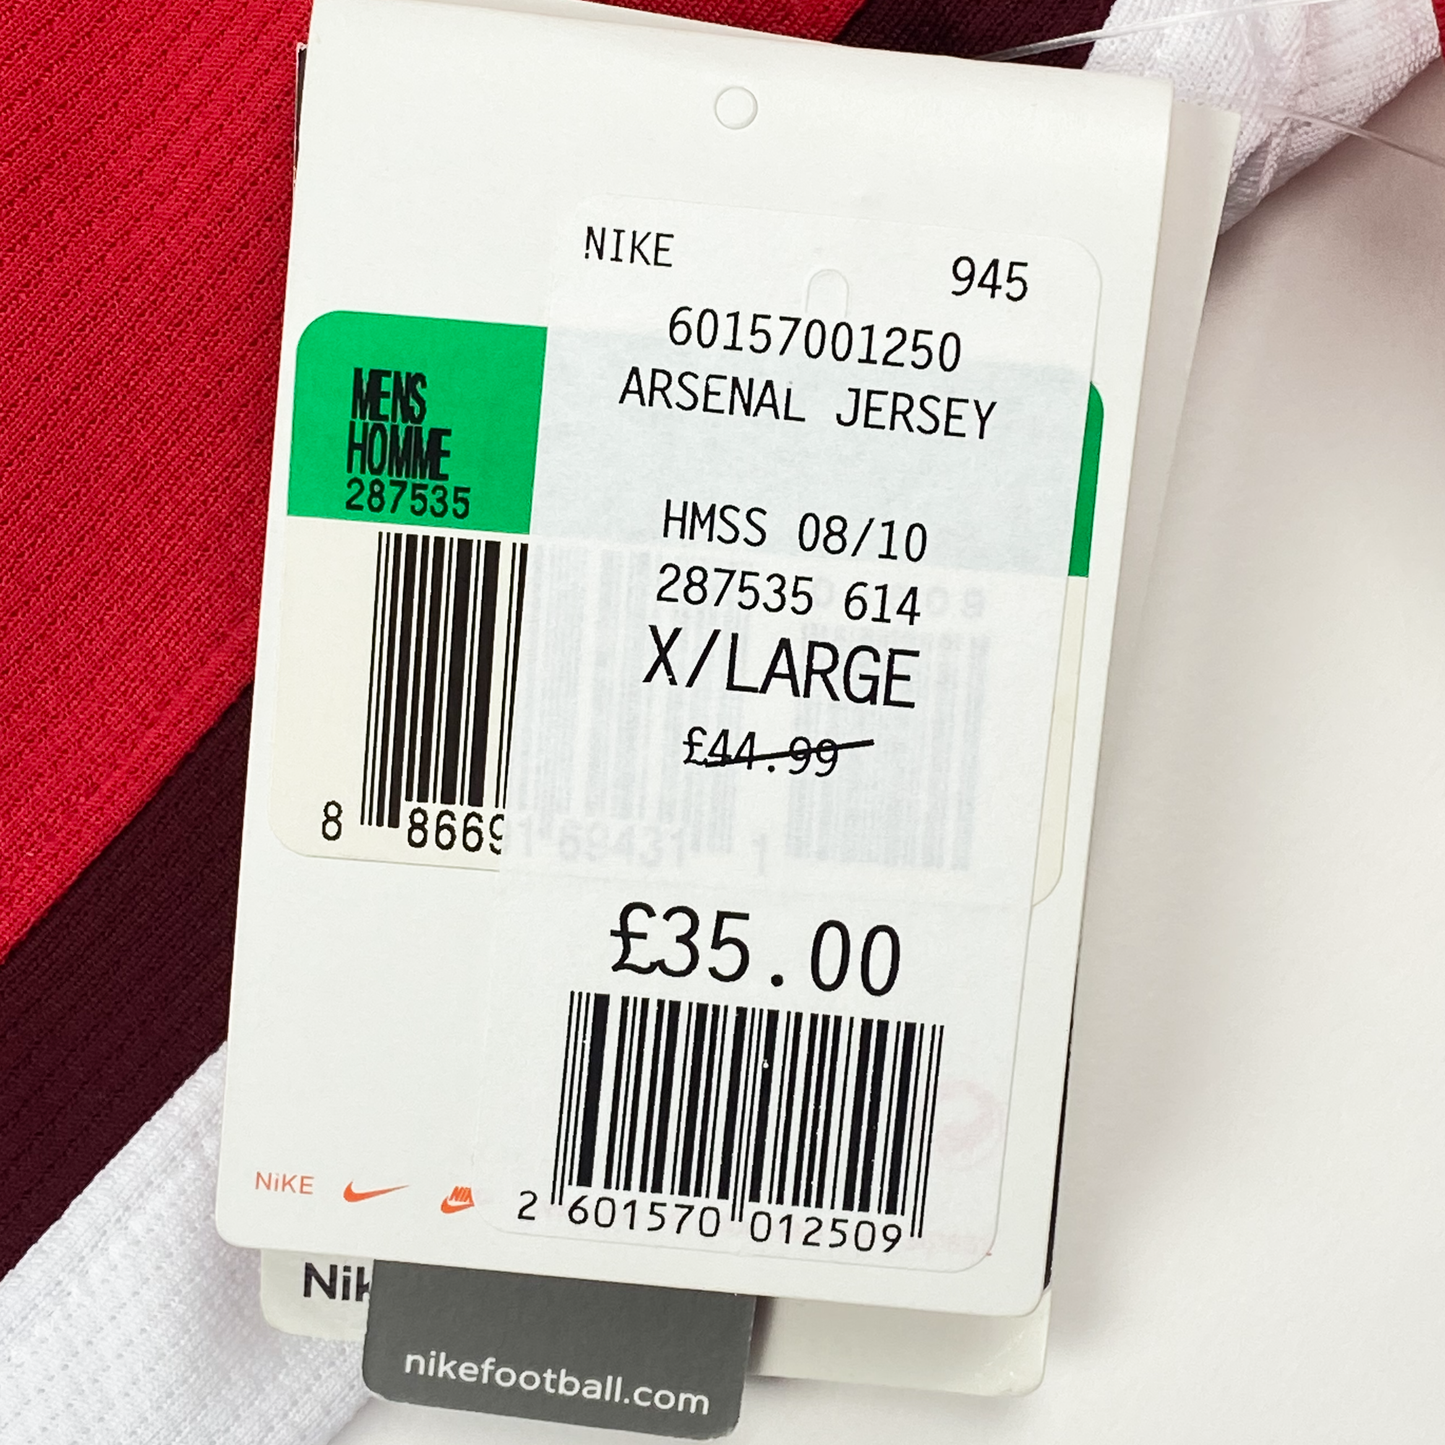 NIKE 945
60157001250
ARSENAL JERSEY
MENS
HOMME
287535
HMSS 08/10
287535 614
X/LARGE
£44.99
8 8669
£35.00
2 601570 012509
NiKE
nikefootball.com